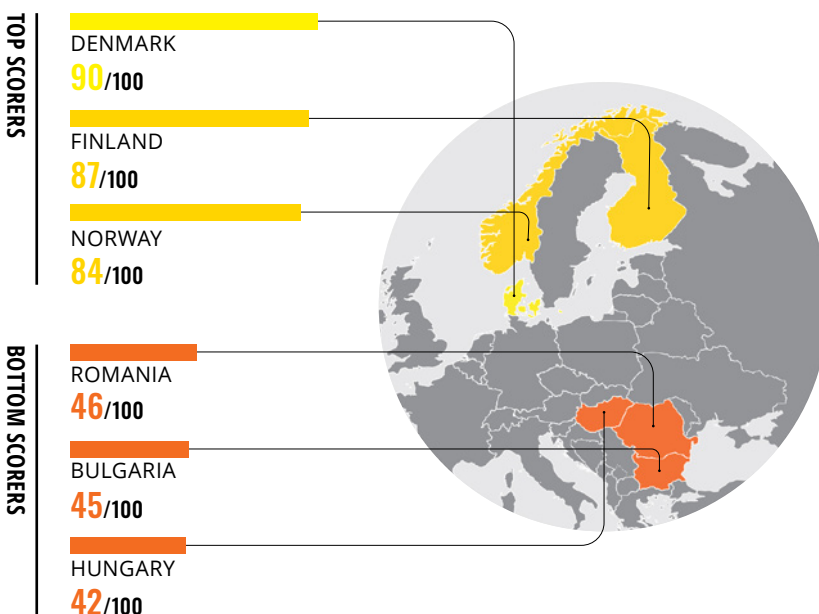 TOP SCORERS
DENMARK
90/100
FINLAND
87/100
NORWAY
84/100
BOTTOM SCORERS
ROMANIA
46/100
BULGARIA
45/100
HUNGARY
42/100